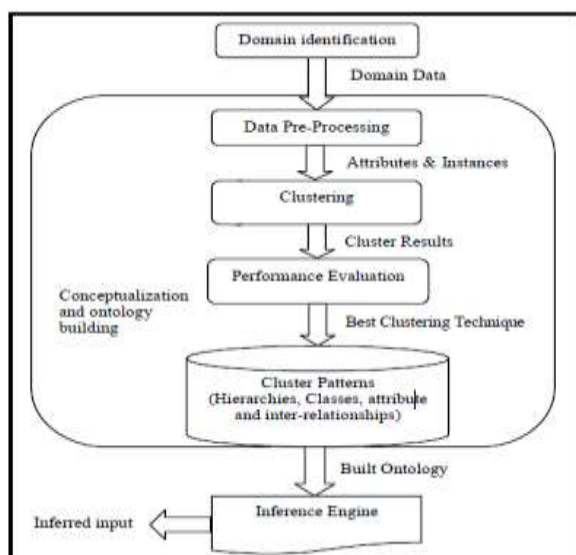 Domain identification
Domain Data
Data Pre-Processing
Attributes & Instances
Clustering
Cluster Results
Performance Evaluation
Conceptualization
and ontology
building
Best Clustering Technique
Cluster Patterns
(Hierarchies, Classes, attribute
and inter-relationships)
Built Ontology
Inference Engine
Inferred input